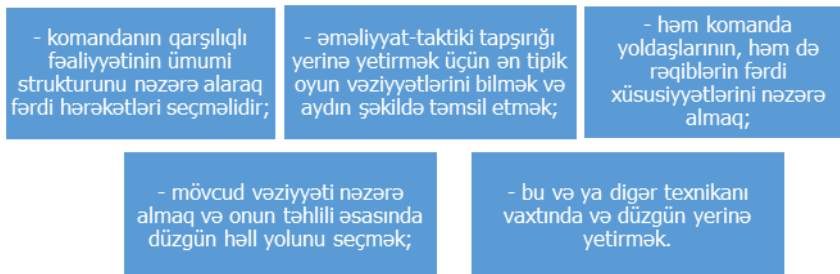 - komandanın qarşılıqlı
fəaliyyətinin ümumi
strukturunu nəzərə alaraq
fərdi hərəkətləri seçməlidir;
- əməliyyat-taktiki tapşırığı
yerinə yetirmək üçün ən tipik
oyun vəziyyətlərini bilmək və
aydın şəkildə təmsil etmək;
- həm komanda
yoldaşlarının, həm də
rəqiblərin fərdi
xüsusiyyətlərini nəzərə
almaq;
- mövcud vəziyyəti nəzərə
almaq və onun təhlili əsasında
düzgün həll yolunu seçmək;
- bu və ya digər texnikanı
vaxtında və düzgün yerinə
yetirmək.